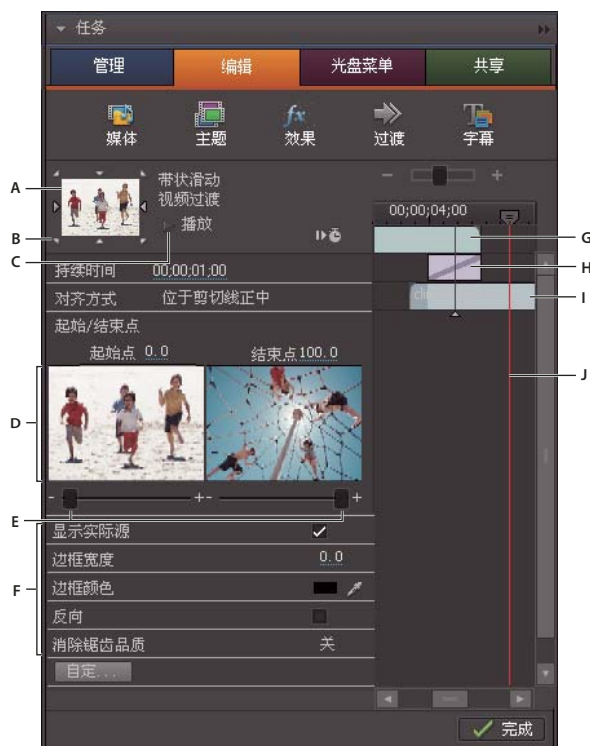 任务
管理 编辑 光盘菜单 共享
媒体 主题 效果 过渡 字幕
A
带状滑动
视频过渡
B
播放
C
00;00;04;00
G
持续时间 00;00;01;00
H
对齐方式 位于剪切线正中
clip
I
起始/结束点
起始点 0.0 结束点100.0
J
D
E
显示实际源
边框宽度 0.0
边框颜色
F
反向
消除锯齿品质 关
自定...
完成